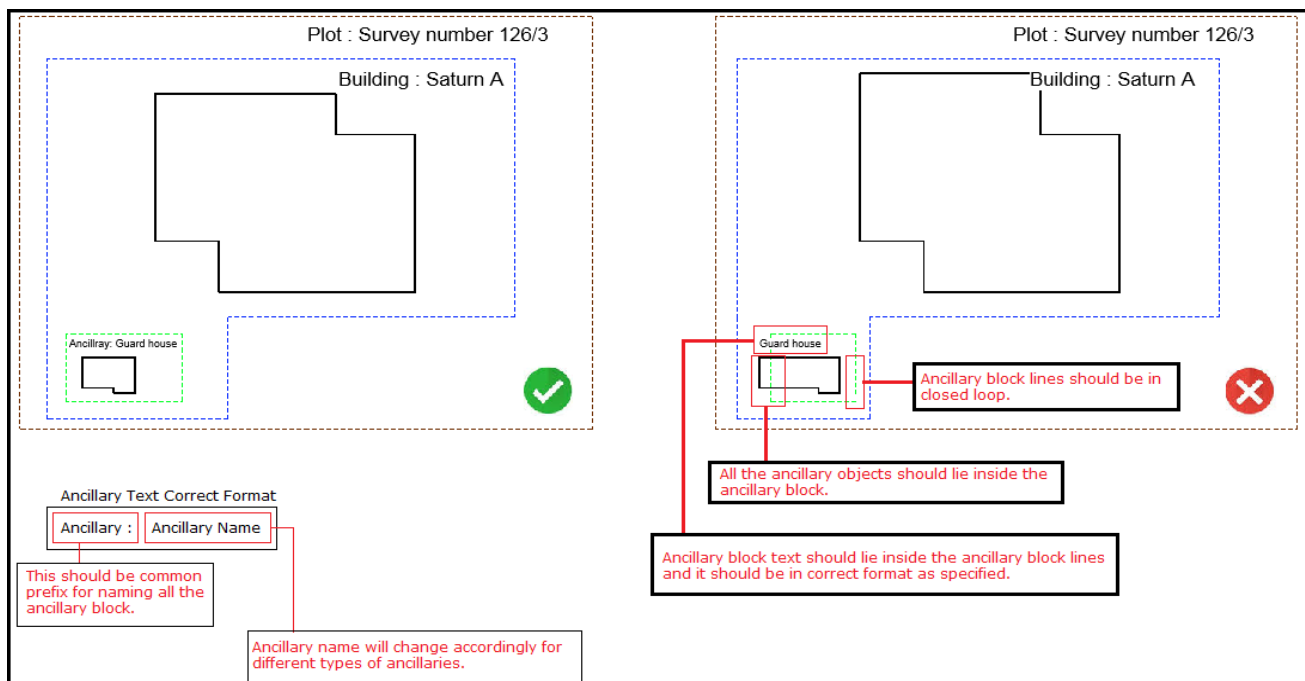 Plot : Survey number 126/3
Building : Saturn A
Ancillray: Guard house
Plot : Survey number 126/3
Building : Saturn A
Guard house
Ancillary block lines should be in
closed loop.
All the ancillary objects should lie inside the
ancillary block.
Ancillary block text should lie inside the ancillary block lines
and it should be in correct format as specified.
Ancillary Text Correct Format
Ancillary :
Ancillary Name
This should be common
prefix for naming all the
ancillary block.
Ancillary name will change accordingly for
different types of ancillaries.